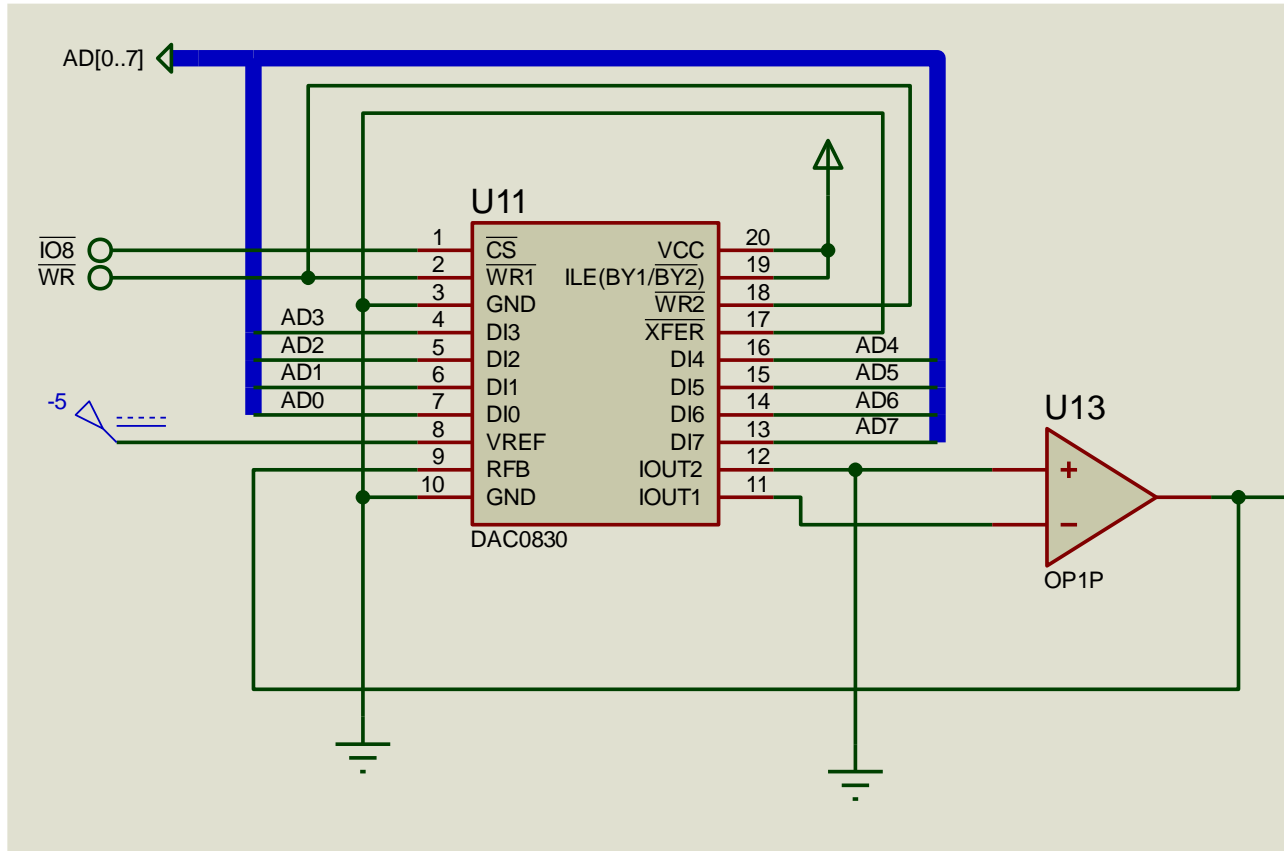 AD[0..7]
U11
IO8
WR
1
CS
2
WR1
3
GND
4
DI3
5
DI2
6
DI1
7
DI0
8
VREF
9
RFB
10
GND
VCC
20
ILE(BY1/BY2)
19
WR2
18
XFER
17
DI4
16
DI5
15
DI6
14
DI7
13
IOUT2
12
IOUT1
11
AD3
AD2
AD1
AD0
AD4
AD5
AD6
AD7
-5
DAC0830
U13
+
−
OP1P